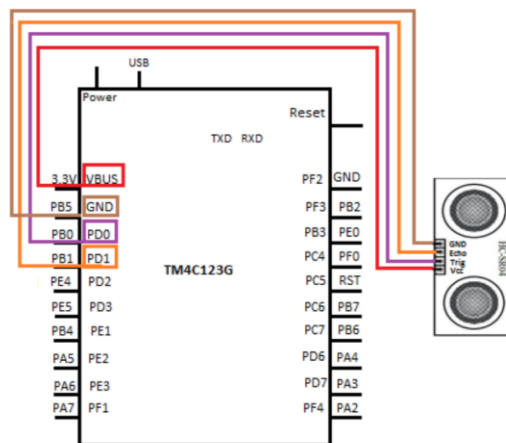 USB
Power
Reset
TXD RXD
3.3V VBUS PF2 GND
PB5 GND PF3 PB2
PB0 PD0 PB3 PE0
PB1 PD1 PC4 PF0
TM4C123G
PE4 PD2 PC5 RST
PE5 PD3 PC6 PB7
PB4 PE1 PC7 PB6
PA5 PE2 PD6 PA4
PA6 PE3 PD7 PA3
PA7 PF1 PF4 PA2
GND
Echo
Trig
Vcc
HC-SR04